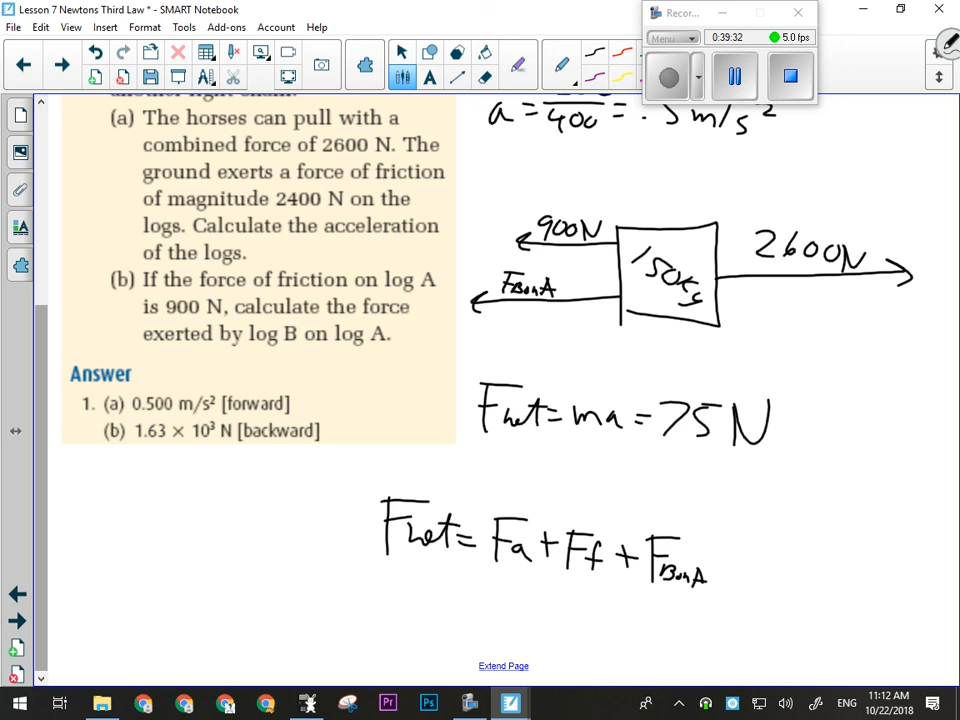 Lesson 7 Newtons Third Law * - SMART Notebook
File Edit View Insert Format Tools Add-ons Account Help
Recor...
Menu
0:39:32
5.0 fps
(a) The horses can pull with a
combined force of 2600 N. The
ground exerts a force of friction
of magnitude 2400 N on the
logs. Calculate the acceleration
of the logs.
(b) If the force of friction on log A
is 900 N, calculate the force
exerted by log B on log A.
Answer
1. (a) 0.500 m/s² [forward]
(b) 1.63 × 10³ N [backward]
a = /400 = .5 m/s²
900N
FBonA
150kg
2600N
Fnet = ma = 75 N
Fnet = Fa + Ff + FBonA
Extend Page
ENG
11:12 AM
10/22/2018